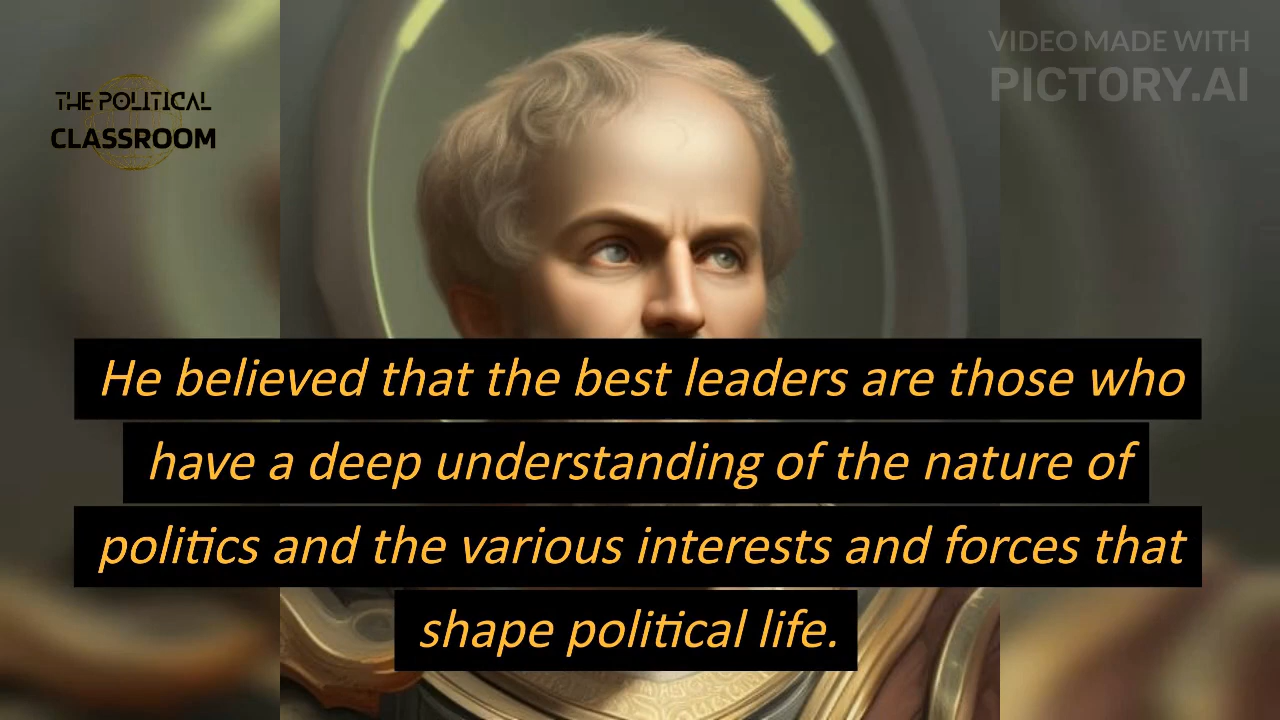 VIDEO MADE WITH
PICTORY.AI
THE POLITICAL
CLASSROOM
He believed that the best leaders are those who
have a deep understanding of the nature of
politics and the various interests and forces that
shape political life.